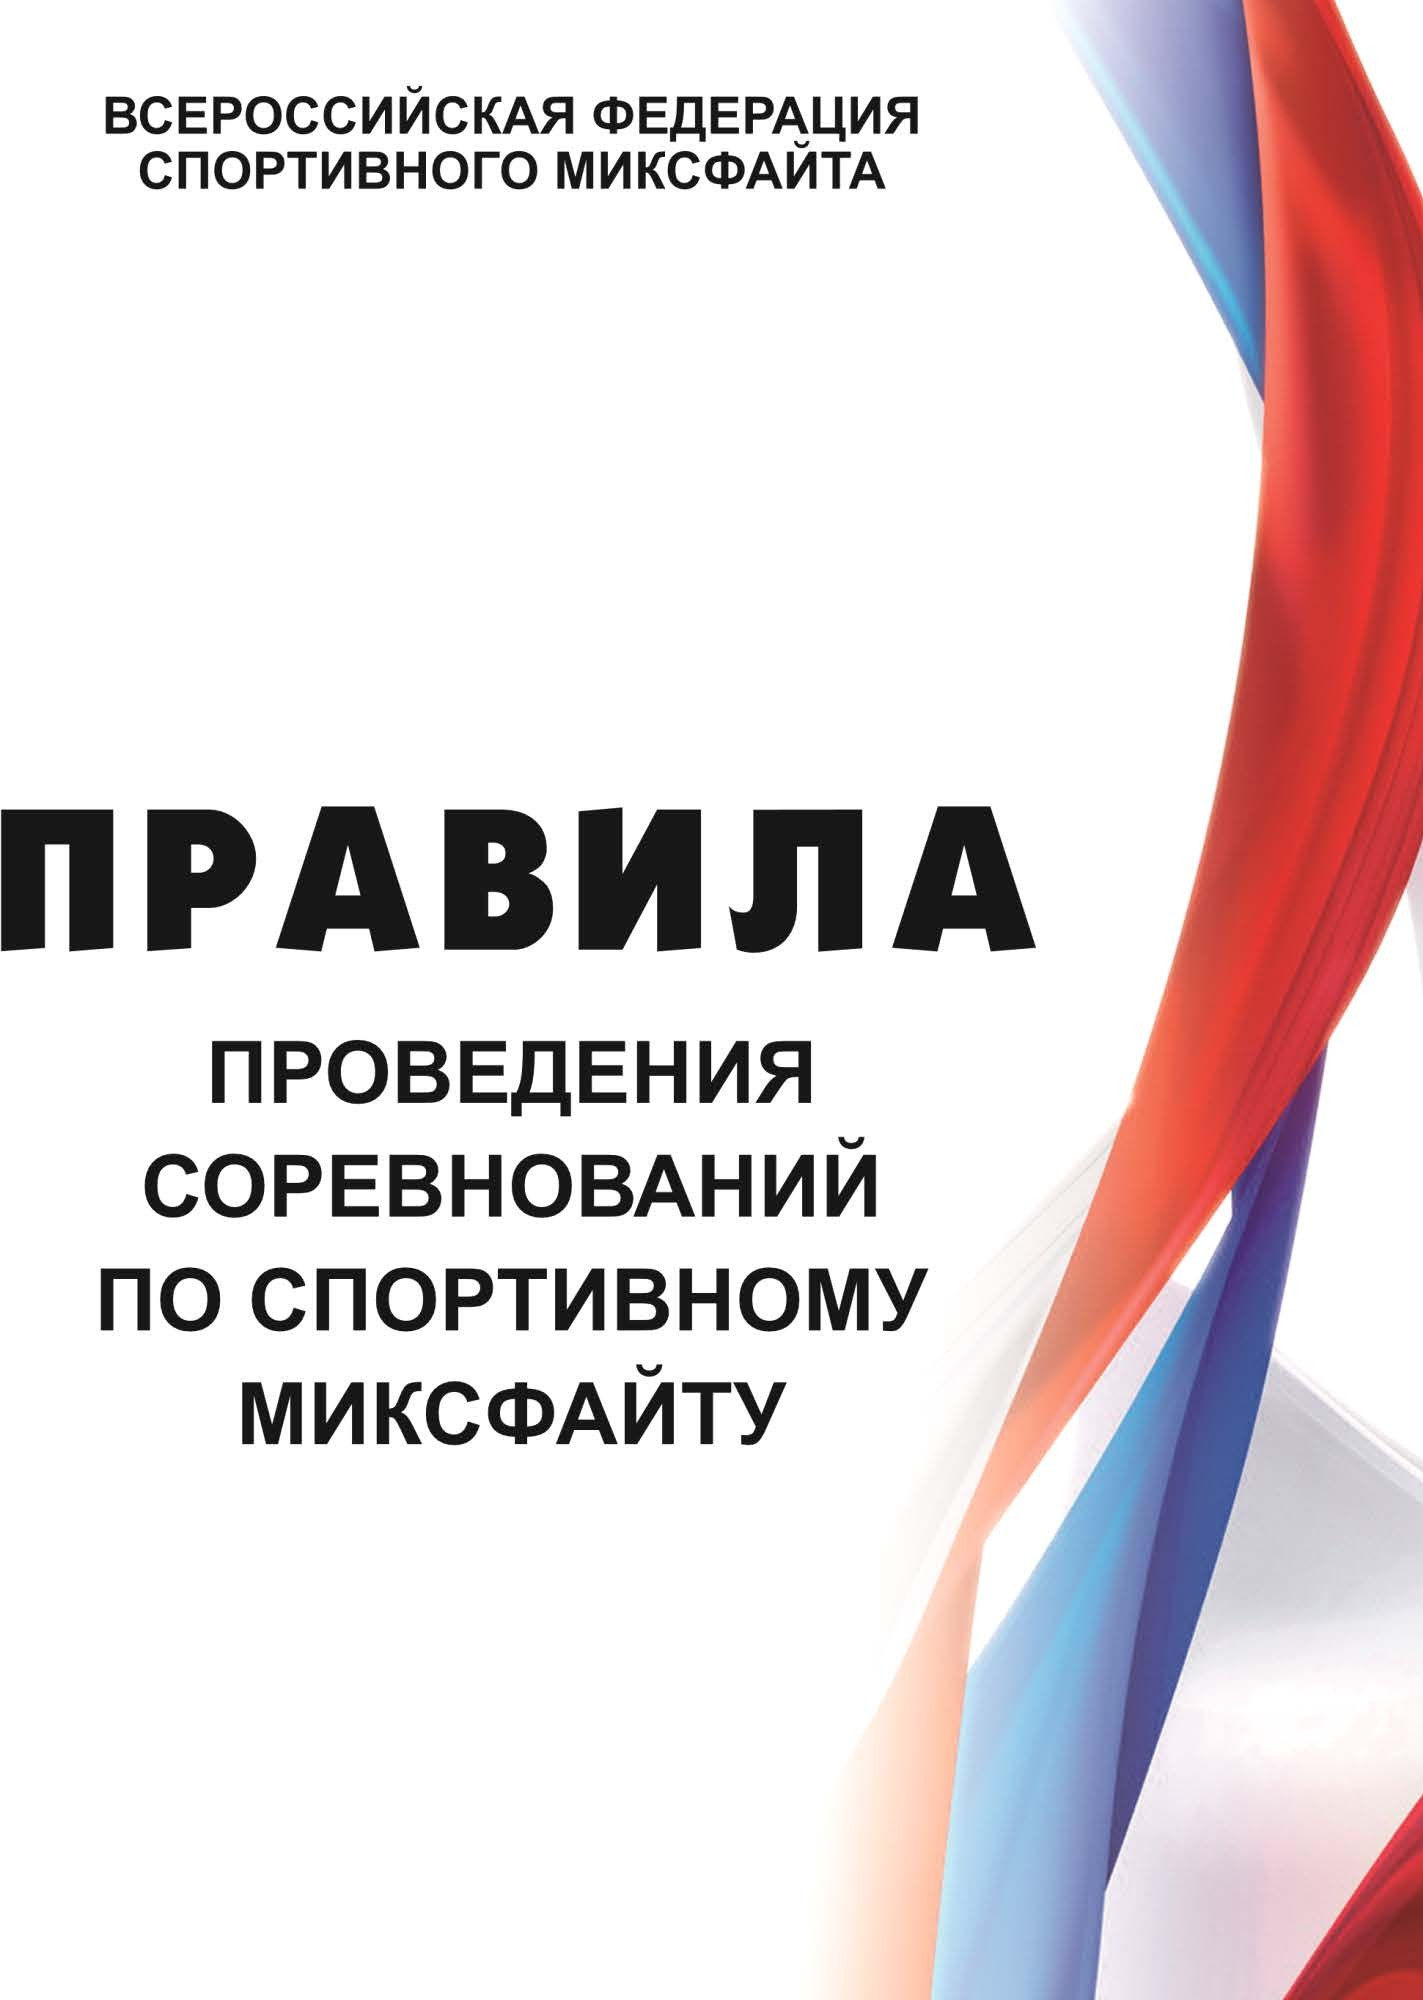 ВСЕРОССИЙСКАЯ ФЕДЕРАЦИЯ
СПОРТИВНОГО МИКСФАЙТА
ПРАВИЛА
ПРОВЕДЕНИЯ
СОРЕВНОВАНИЙ
ПО СПОРТИВНОМУ
МИКСФАЙТУ